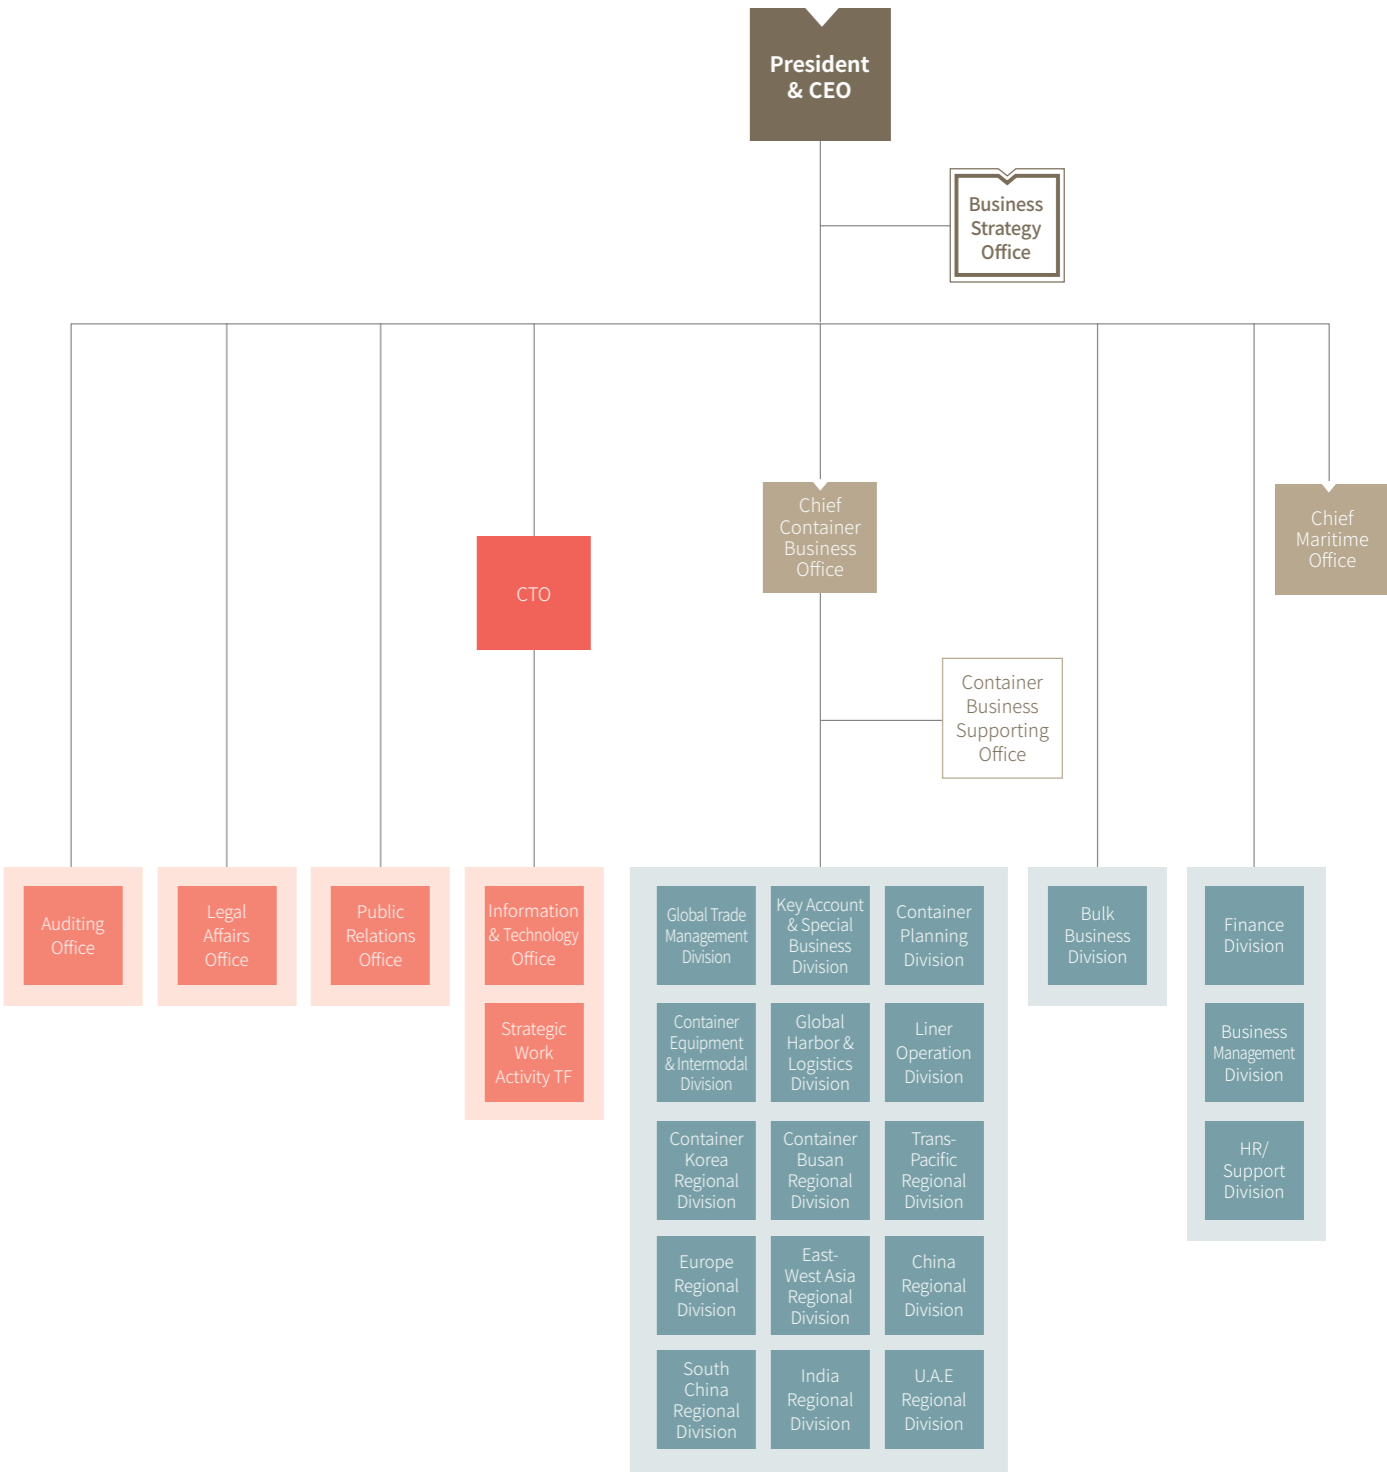 President
& CEO
Business
Strategy
Office
Chief
Container
Business
Office
Chief
Maritime
Office
CTO
Container
Business
Supporting
Office
Auditing
Office
Legal
Affairs
Office
Public
Relations
Office
Information
& Technology
Office
Strategic
Work
Activity TF
Global Trade
Management
Division
Key Account
& Special
Business
Division
Container
Planning
Division
Container
Equipment
& Intermodal
Division
Global
Harbor &
Logistics
Division
Liner
Operation
Division
Container
Korea
Regional
Division
Container
Busan
Regional
Division
Trans-
Pacific
Regional
Division
Europe
Regional
Division
East-
West Asia
Regional
Division
China
Regional
Division
South
China
Regional
Division
India
Regional
Division
U.A.E
Regional
Division
Bulk
Business
Division
Finance
Division
Business
Management
Division
HR/
Support
Division